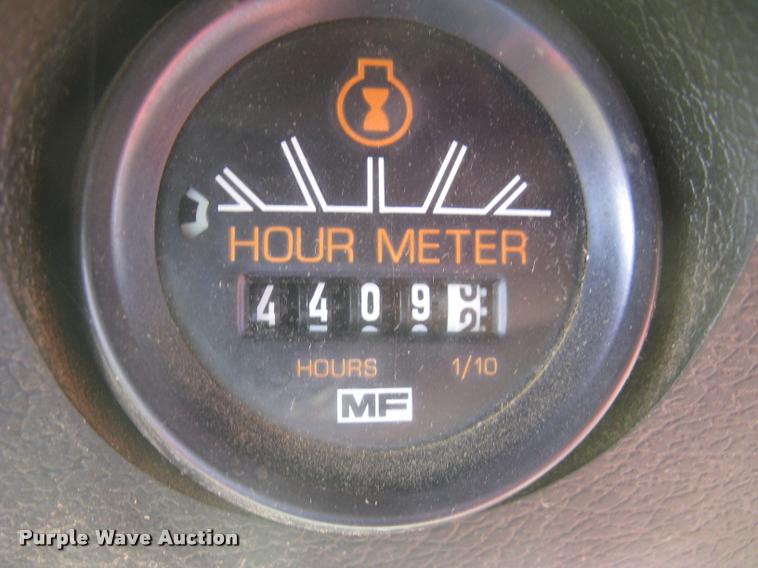 HOUR METER
4409
HOURS 1/10
MF
Purple Wave Auction